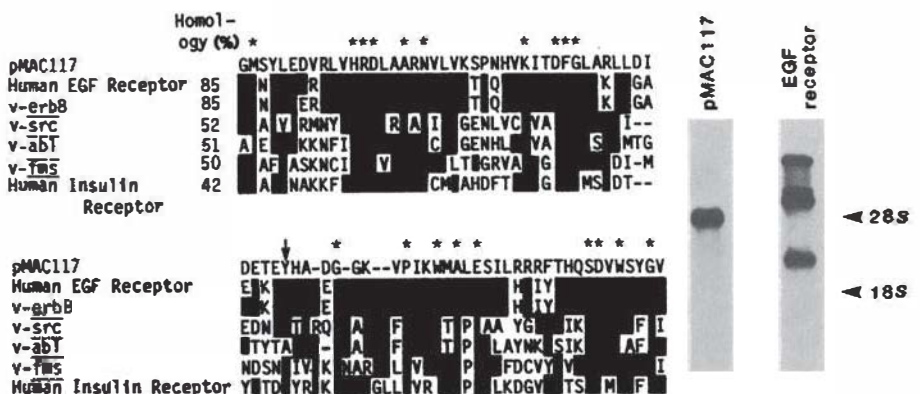 Homol-
ogy (%)
* *** * * * ***
pMAC117 GMSYLEDVRLVHRDLAARNVLVKSPNHVKITDFGLARLLDI
Human EGF Receptor 85 N R T Q K GA
v-erbB 85 N ER T Q K GA
v-src 52 A Y RMNY R A I GENLVC VA I--
v-abl 51 A E KKNFI C GENHL VA S MTG
v-fms 50 AF ASKNCI V LT GRVA G DI-M
Human Insulin Receptor 42 A NAKKF CM AHDFT G MS DT--
* * * * * ** * *
pMAC117 DETEYHA-DG-GK--VPIKWMALESILRRRFTHQSDVWSYGV
Human EGF Receptor E K E H IY
v-erbB K E H IY
v-src EDN T RQ A F T P AA YG IK F I
v-abl TYTA - A F T P LAYNK SIK AF
v-fms NDSN IV K NAR L V P FDCVY Y I
Human Insulin Receptor Y TD YR K GLL VR P LKDGV TS M F
pMAC117
EGF
receptor
28s
18s